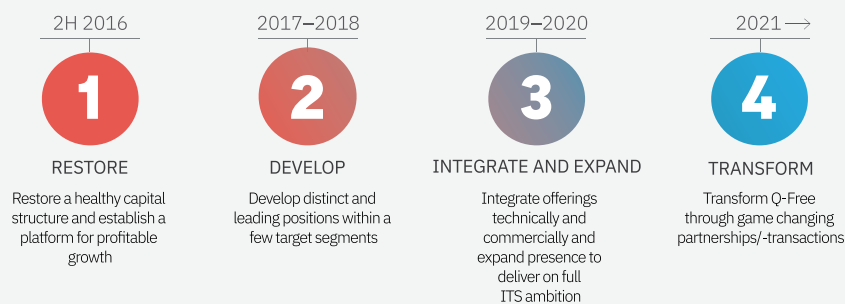 2H 2016
1
RESTORE
Restore a healthy capital
structure and establish a
platform for profitable
growth
2017–2018
2
DEVELOP
Develop distinct and
leading positions within a
few target segments
2019–2020
3
INTEGRATE AND EXPAND
Integrate offerings
technically and
commercially and
expand presence to
deliver on full
ITS ambition
2021 →
4
TRANSFORM
Transform Q-Free
through game changing
partnerships/-transactions